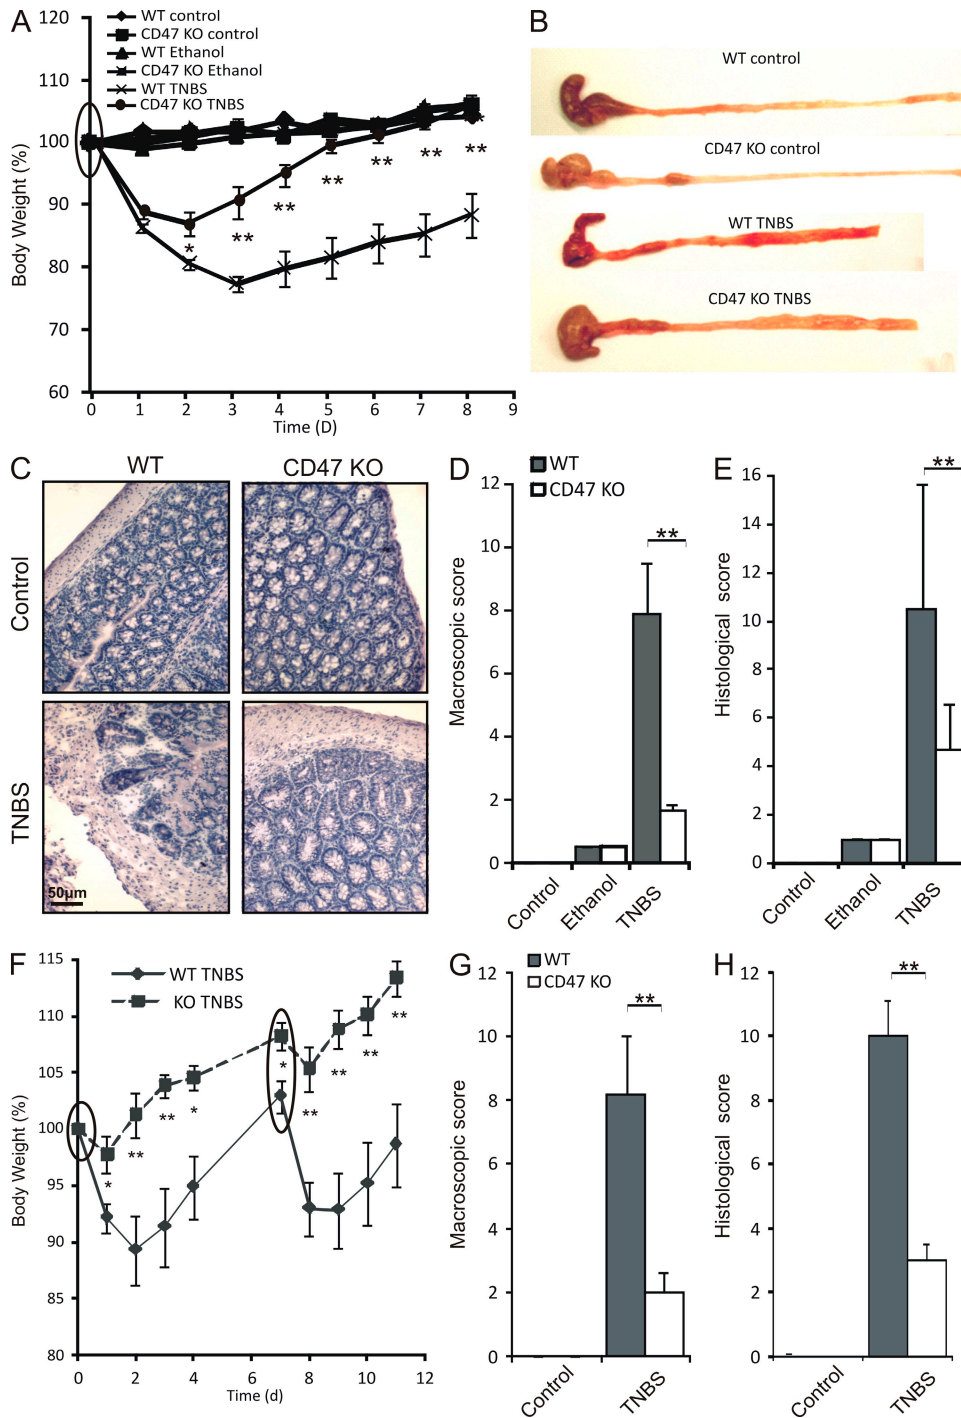 A
120
110
100
90
80
70
60
Body Weight (%)
WT control
CD47 KO control
WT Ethanol
CD47 KO Ethanol
WT TNBS
CD47 KO TNBS
*
**
**
**
**
**
**
0 1 2 3 4 5 6 7 8 9
Time (D)
B
WT control
CD47 KO control
WT TNBS
CD47 KO TNBS
C
WT
CD47 KO
Control
TNBS
50µm
D
WT
CD47 KO
12
10
8
6
4
2
0
Macroscopic score
**
Control
Ethanol
TNBS
E
16
14
12
10
8
6
4
2
0
Histological score
**
Control
Ethanol
TNBS
F
115
110
105
100
95
90
85
80
Body Weight (%)
WT TNBS
KO TNBS
*
**
**
*
*
**
**
**
**
0 2 4 6 8 10 12
Time (d)
G
WT
CD47 KO
12
10
8
6
4
2
0
Macroscopic score
**
Control
TNBS
H
12
10
8
6
4
2
0
Histological score
**
Control
TNBS